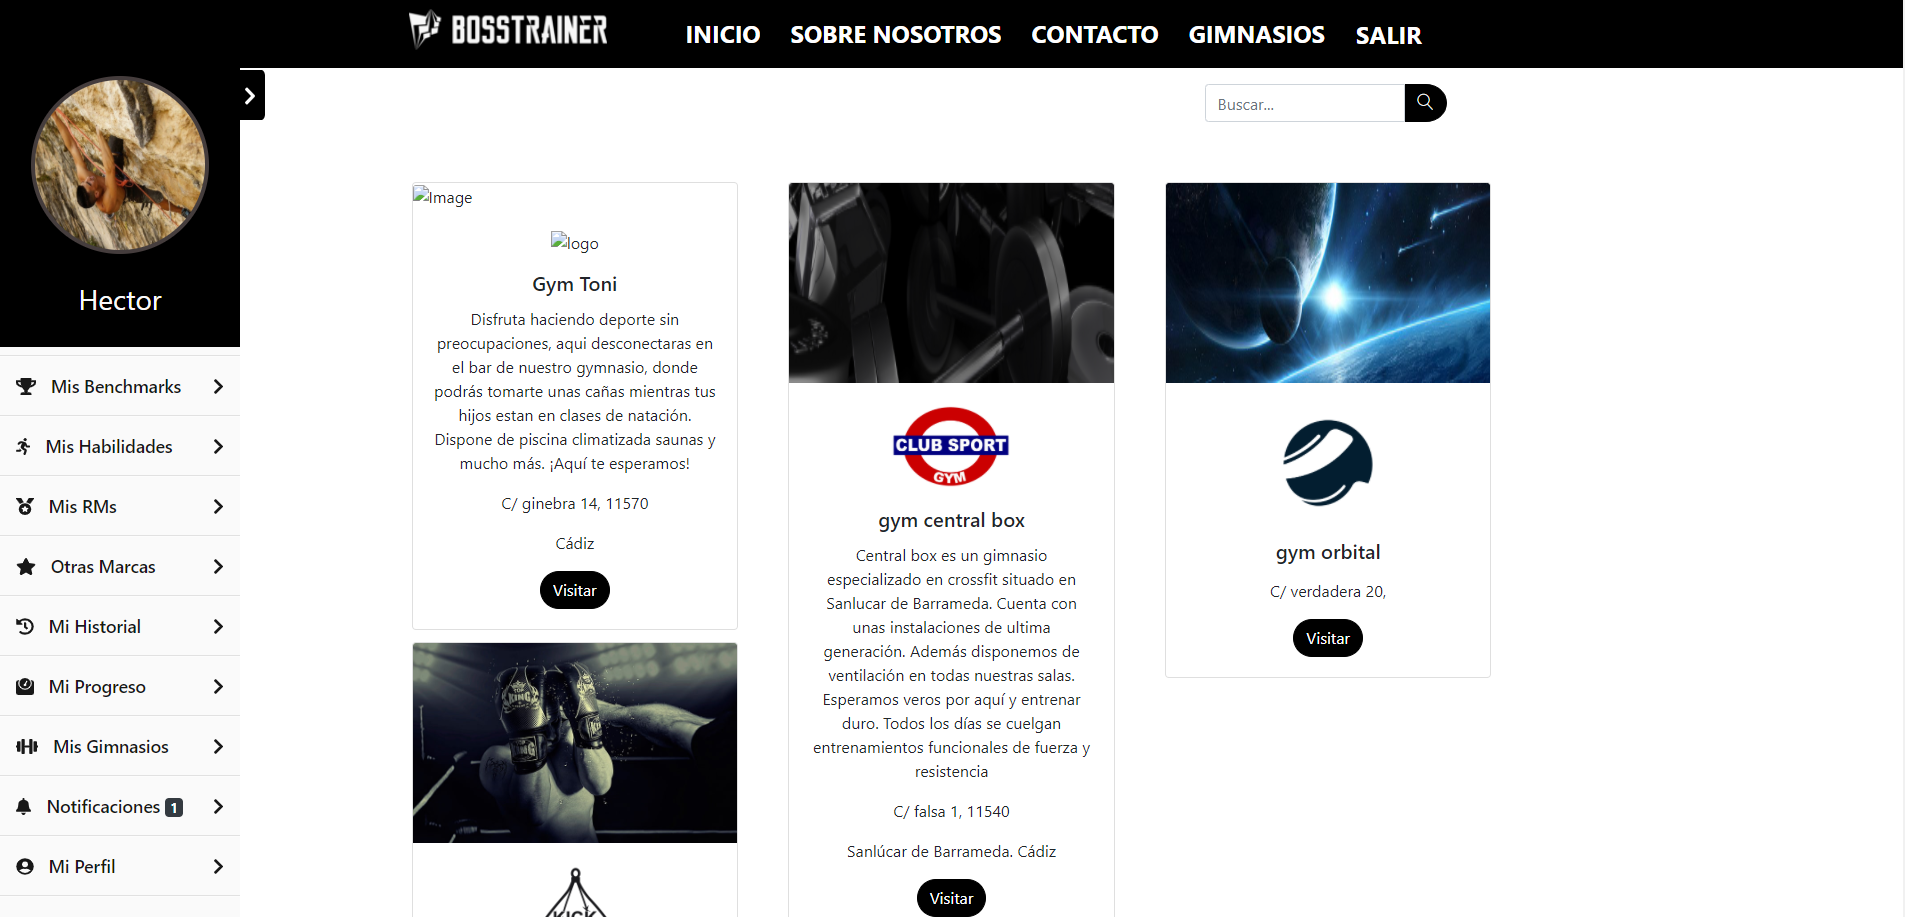 BOSSTRAINER
INICIO SOBRE NOSOTROS CONTACTO GIMNASIOS SALIR
Buscar...
Hector
Mis Benchmarks
Mis Habilidades
Mis RMs
Otras Marcas
Mi Historial
Mi Progreso
Mis Gimnasios
Notificaciones 1
Mi Perfil
Image
logo
Gym Toni
Disfruta haciendo deporte sin
preocupaciones, aqui desconectaras en
el bar de nuestro gymnasio, donde
podrás tomarte unas cañas mientras tus
hijos estan en clases de natación.
Dispone de piscina climatizada saunas y
mucho más. ¡Aquí te esperamos!
C/ ginebra 14, 11570
Cádiz
Visitar
KING
KICK
CLUB SPORT
GYM
gym central box
Central box es un gimnasio
especializado en crossfit situado en
Sanlucar de Barrameda. Cuenta con
unas instalaciones de ultima
generación. Además disponemos de
ventilación en todas nuestras salas.
Esperamos veros por aquí y entrenar
duro. Todos los días se cuelgan
entrenamientos funcionales de fuerza y
resistencia
C/ falsa 1, 11540
Sanlúcar de Barrameda. Cádiz
Visitar
gym orbital
C/ verdadera 20,
Visitar